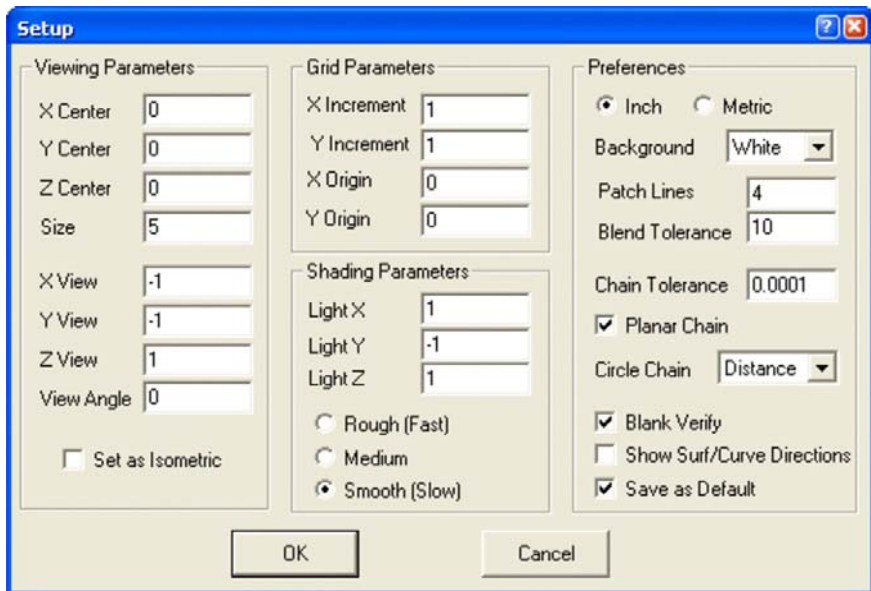 Setup
Viewing Parameters
X Center 0
Y Center 0
Z Center 0
Size 5
X View -1
Y View -1
Z View 1
View Angle 0
Set as Isometric
Grid Parameters
X Increment 1
Y Increment 1
X Origin 0
Y Origin 0
Shading Parameters
Light X 1
Light Y -1
Light Z 1
Rough (Fast)
Medium
Smooth (Slow)
Preferences
Inch Metric
Background White
Patch Lines 4
Blend Tolerance 10
Chain Tolerance 0.0001
Planar Chain
Circle Chain Distance
Blank Verify
Show Surf/Curve Directions
Save as Default
OK Cancel